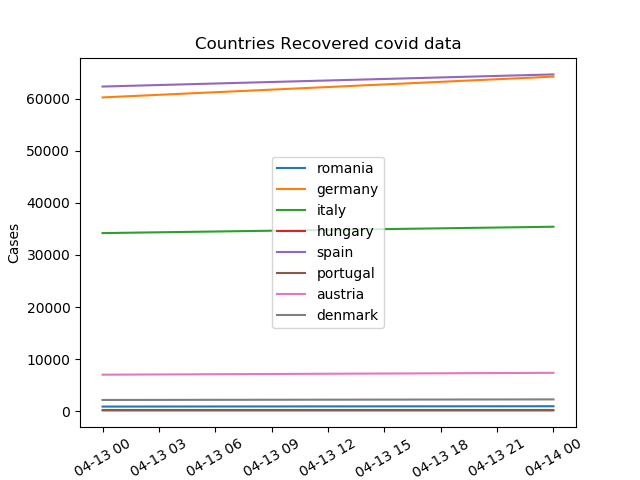 Countries Recovered covid data
Cases
60000
50000
40000
30000
20000
10000
0
romania
germany
italy
hungary
spain
portugal
austria
denmark
04-13 00
04-13 03
04-13 06
04-13 09
04-13 12
04-13 15
04-13 18
04-13 21
04-14 00